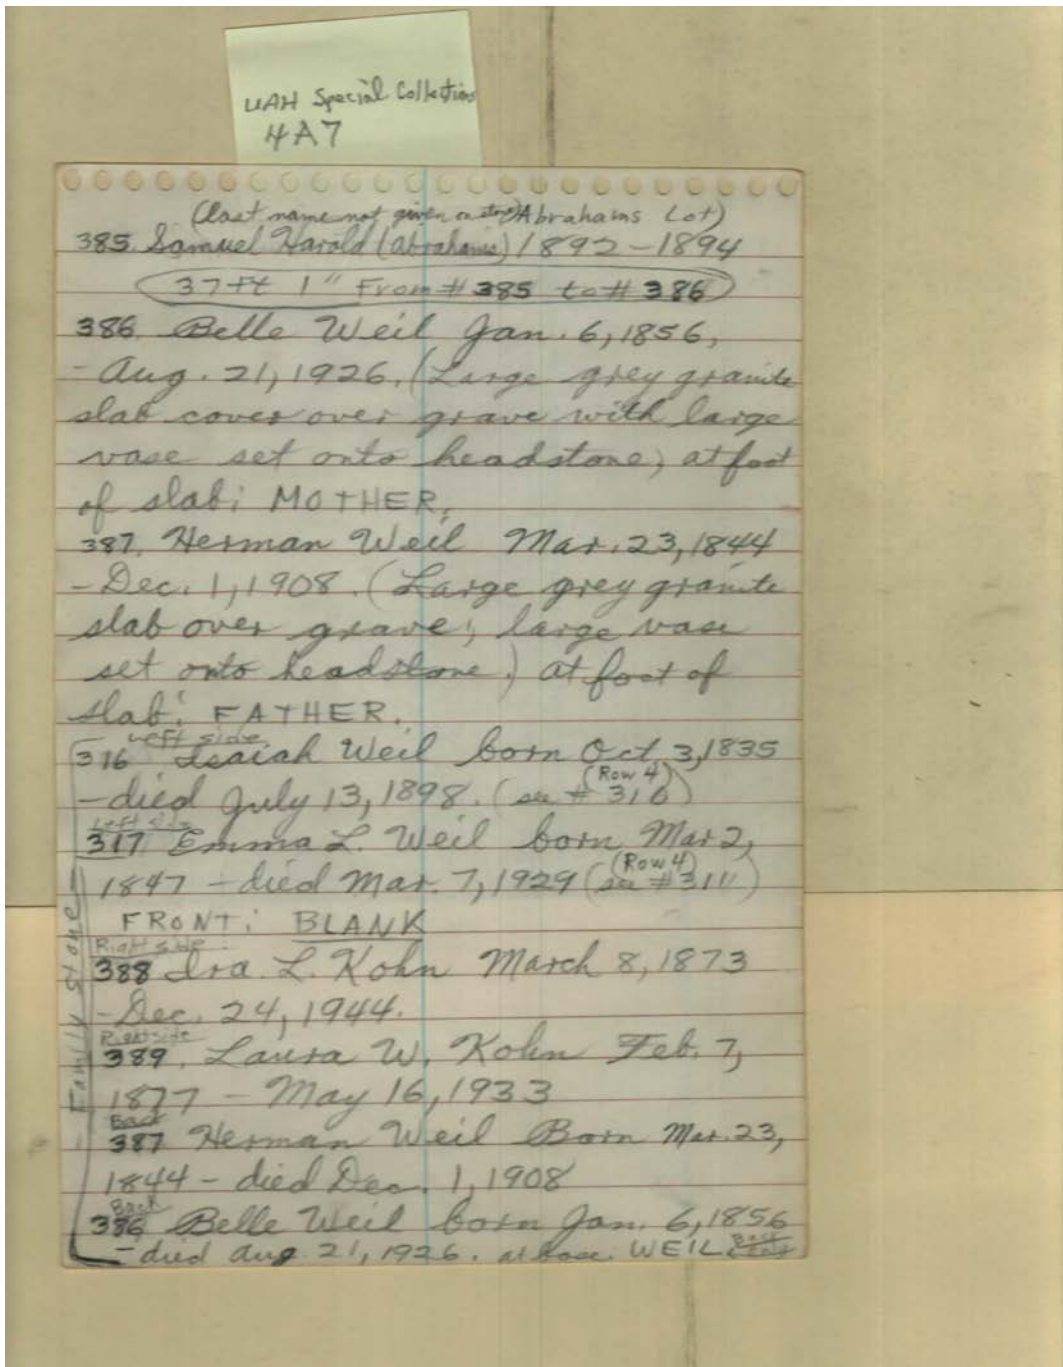 UAH Special Collections
4A7
(last name not given on stone) Abrahams Lot)
385. Samuel Harold (Abrahams) 1892-1894
37ft 1" From # 385 to # 386
386. Belle Weil Jan. 6, 1856,
- Aug. 21, 1926. (Large grey granite
slab cover over grave with large
vase set onto headstone) at foot
of slab: MOTHER.
387. Herman Weil Mar. 23, 1844
- Dec. 1, 1908. (Large grey granite
slab over grave; large vase
set onto headstone) at foot of
slab: FATHER.
Left side
316 Isaiah Weil born Oct. 3, 1835
(Row 4)
- died July 13, 1898. (see # 316)
Left side
317 Emma L. Weil born Mar 2,
(Row 4)
1847 - died Mar. 7, 1929 (see # 317)
FRONT: BLANK
Right side
388 Ira L. Kohn March 8, 1873
- Dec. 24, 1944.
Right side
389. Laura W. Kohn Feb. 7,
1877 - May 16, 1933
Back
387 Herman Weil Born Mar. 23,
1844 - died Dec. 1, 1908
Back
386 Belle Weil born Jan. 6, 1856
- died Aug. 21, 1926. at base: WEIL.
Family stone